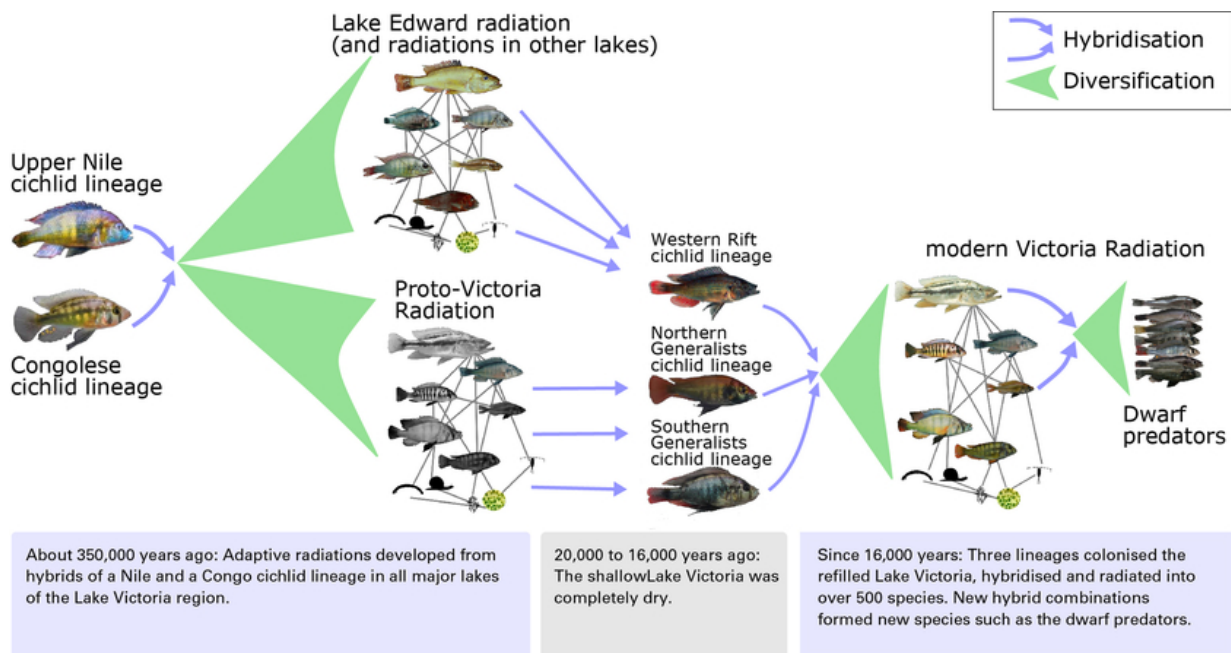 Lake Edward radiation
(and radiations in other lakes)
Hybridisation
Diversification
Upper Nile
cichlid lineage
Congolese
cichlid lineage
Proto-Victoria
Radiation
Western Rift
cichlid lineage
Northern
Generalists
cichlid lineage
Southern
Generalists
cichlid lineage
modern Victoria Radiation
Dwarf
predators
About 350,000 years ago: Adaptive radiations developed from
hybrids of a Nile and a Congo cichlid lineage in all major lakes
of the Lake Victoria region.
20,000 to 16,000 years ago:
The shallowLake Victoria was
completely dry.
Since 16,000 years: Three lineages colonised the
refilled Lake Victoria, hybridised and radiated into
over 500 species. New hybrid combinations
formed new species such as the dwarf predators.